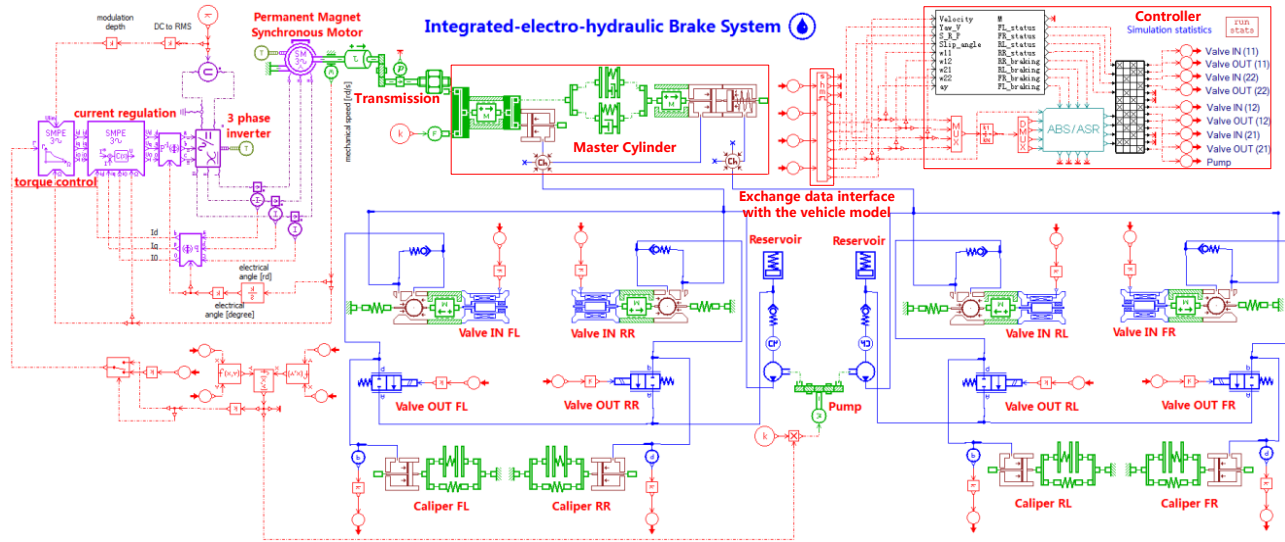 Integrated-electro-hydraulic Brake System
Permanent Magnet
Synchronous Motor
modulation
depth
DC to RMS
current regulation
3 phase
inverter
SMPE
SMPE
torque control
SM
Transmission
mechanical speed [rd/s]
Master Cylinder
Controller
Simulation statistics
run
stats
Velocity
Yaw_V
S_R_F
Slip_angle
w11
w12
w21
w22
ay
M
FL_status
FR_status
RL_status
RR_status
RR_braking
RL_braking
FR_braking
FL_braking
Valve IN (11)
Valve OUT (11)
Valve IN (22)
Valve OUT (22)
Valve IN (12)
Valve OUT (12)
Valve IN (21)
Valve OUT (21)
Pump
MUX
DMUX
ABS/ASR
Exchange data interface
with the vehicle model
Id
Iq
I0
electrical
angle [rd]
electrical
angle [degree]
Reservoir
Reservoir
Valve IN FL
Valve IN RR
Valve IN RL
Valve IN FR
Valve OUT FL
Valve OUT RR
Pump
Valve OUT RL
Valve OUT FR
k
k
Caliper FL
Caliper RR
Caliper RL
Caliper FR